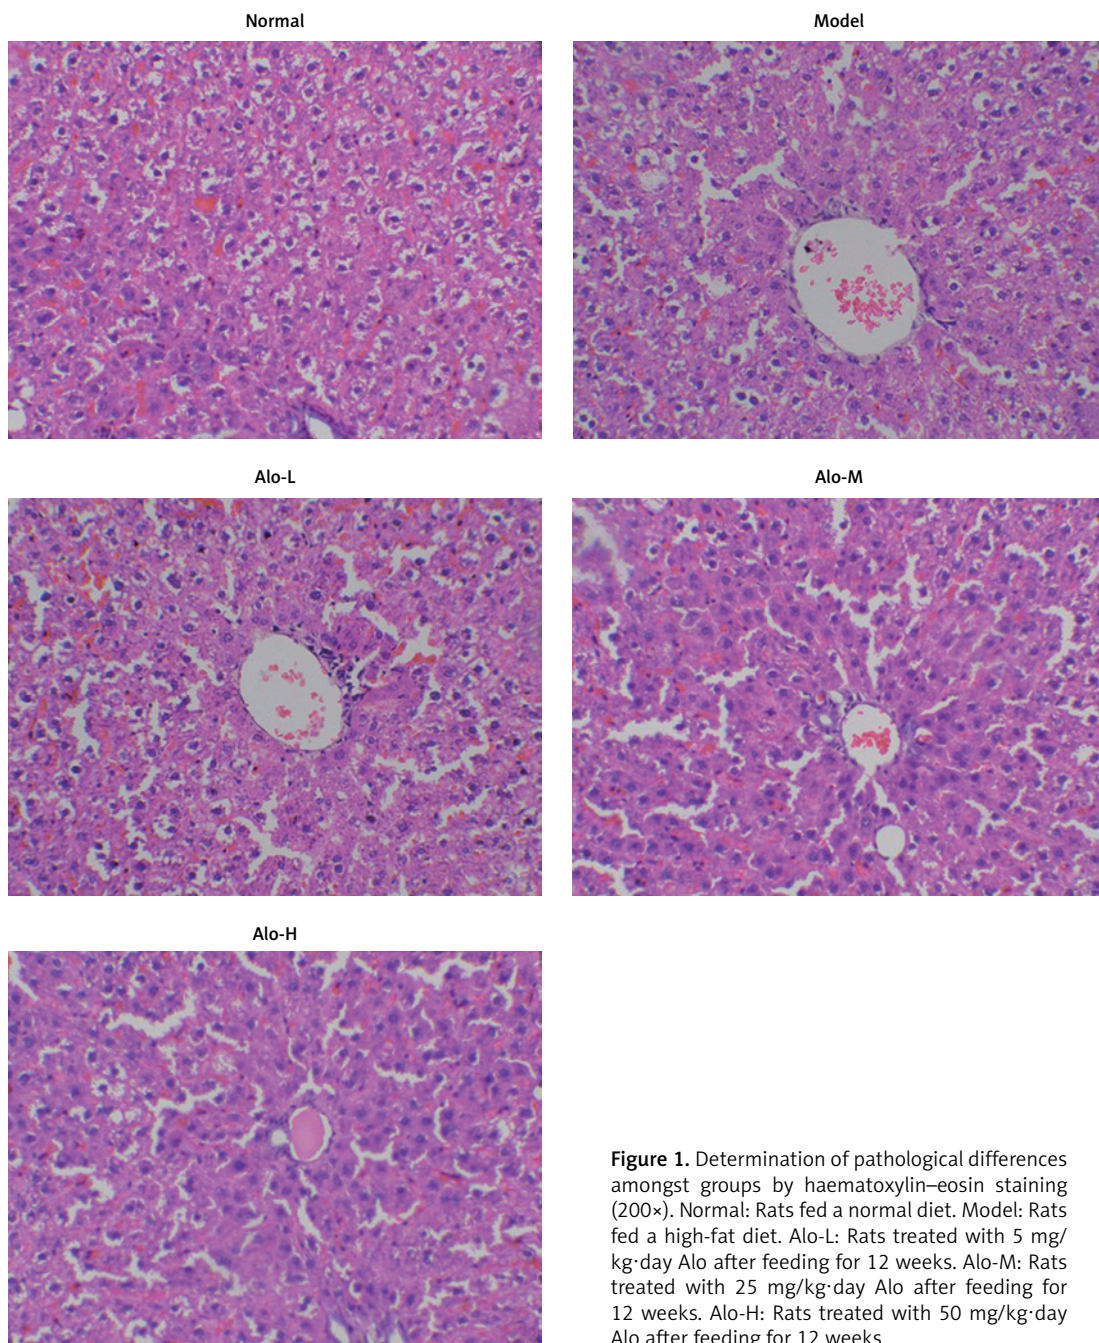 Normal
Model
Alo-L
Alo-M
Alo-H
Figure 1. Determination of pathological differences
amongst groups by haematoxylin–eosin staining
(200×). Normal: Rats fed a normal diet. Model: Rats
fed a high-fat diet. Alo-L: Rats treated with 5 mg/
kg·day Alo after feeding for 12 weeks. Alo-M: Rats
treated with 25 mg/kg·day Alo after feeding for
12 weeks. Alo-H: Rats treated with 50 mg/kg·day
Alo after feeding for 12 weeks